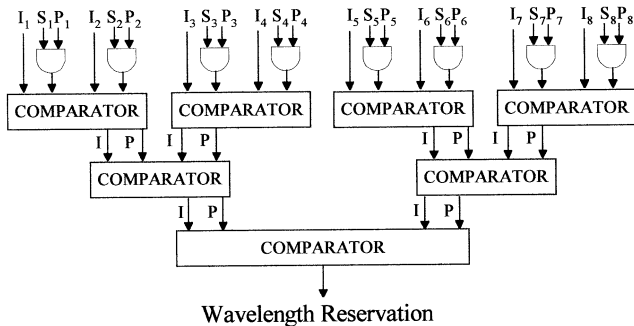 I1 S1P1 I2 S2P2 I3 S3P3 I4 S4P4 I5 S5P5 I6 S6P6 I7 S7P7 I8 S8P8
COMPARATOR COMPARATOR COMPARATOR COMPARATOR
I P I P I P I P
COMPARATOR COMPARATOR
I P I P
COMPARATOR
Wavelength Reservation